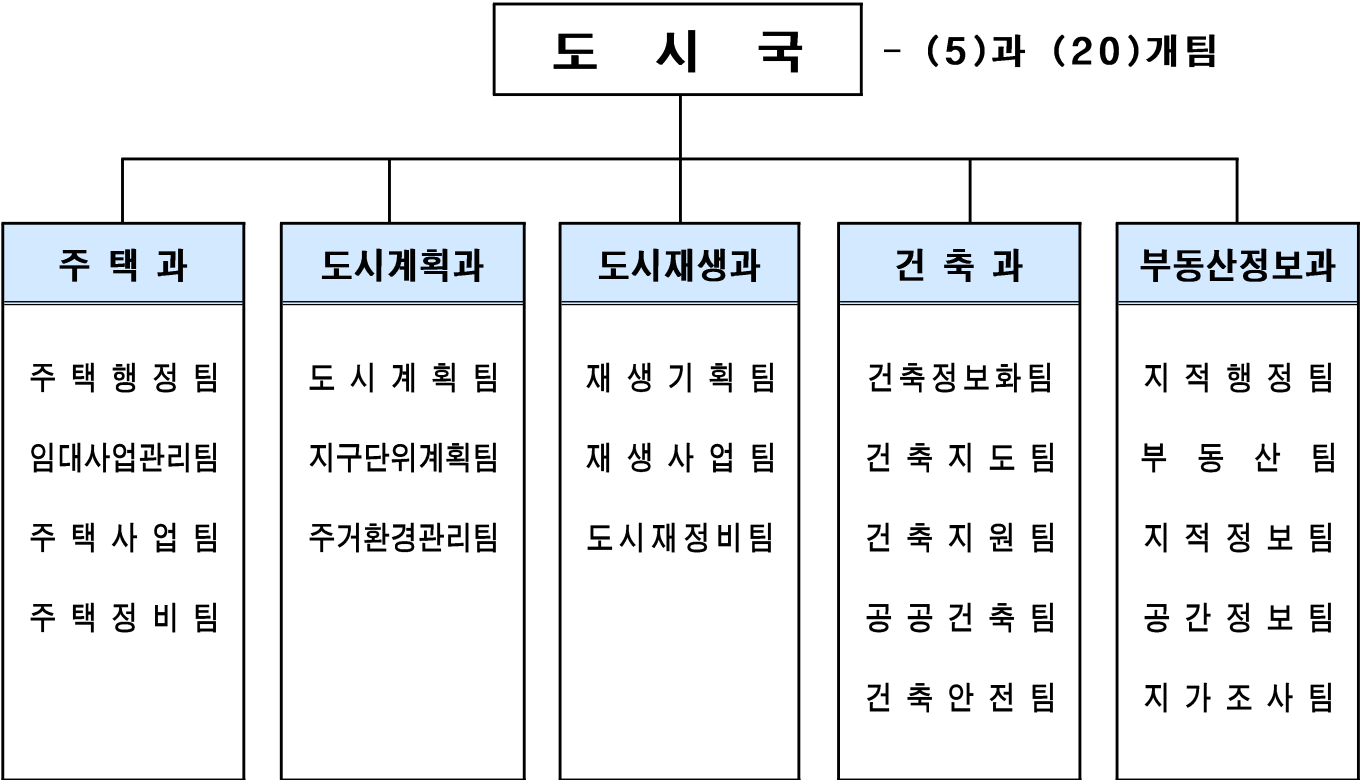 도 시 국 - (5)과 (20)개팀
주 택 과
주 택 행 정 팀
임대사업관리팀
주 택 사 업 팀
주 택 정 비 팀
도시계획과
도 시 계 획 팀
지구단위계획팀
주거환경관리팀
도시재생과
재 생 기 획 팀
재 생 사 업 팀
도시재정비팀
건 축 과
건축정보화팀
건 축 지 도 팀
건 축 지 원 팀
공 공 건 축 팀
건 축 안 전 팀
부동산정보과
지 적 행 정 팀
부 동 산 팀
지 적 정 보 팀
공 간 정 보 팀
지 가 조 사 팀